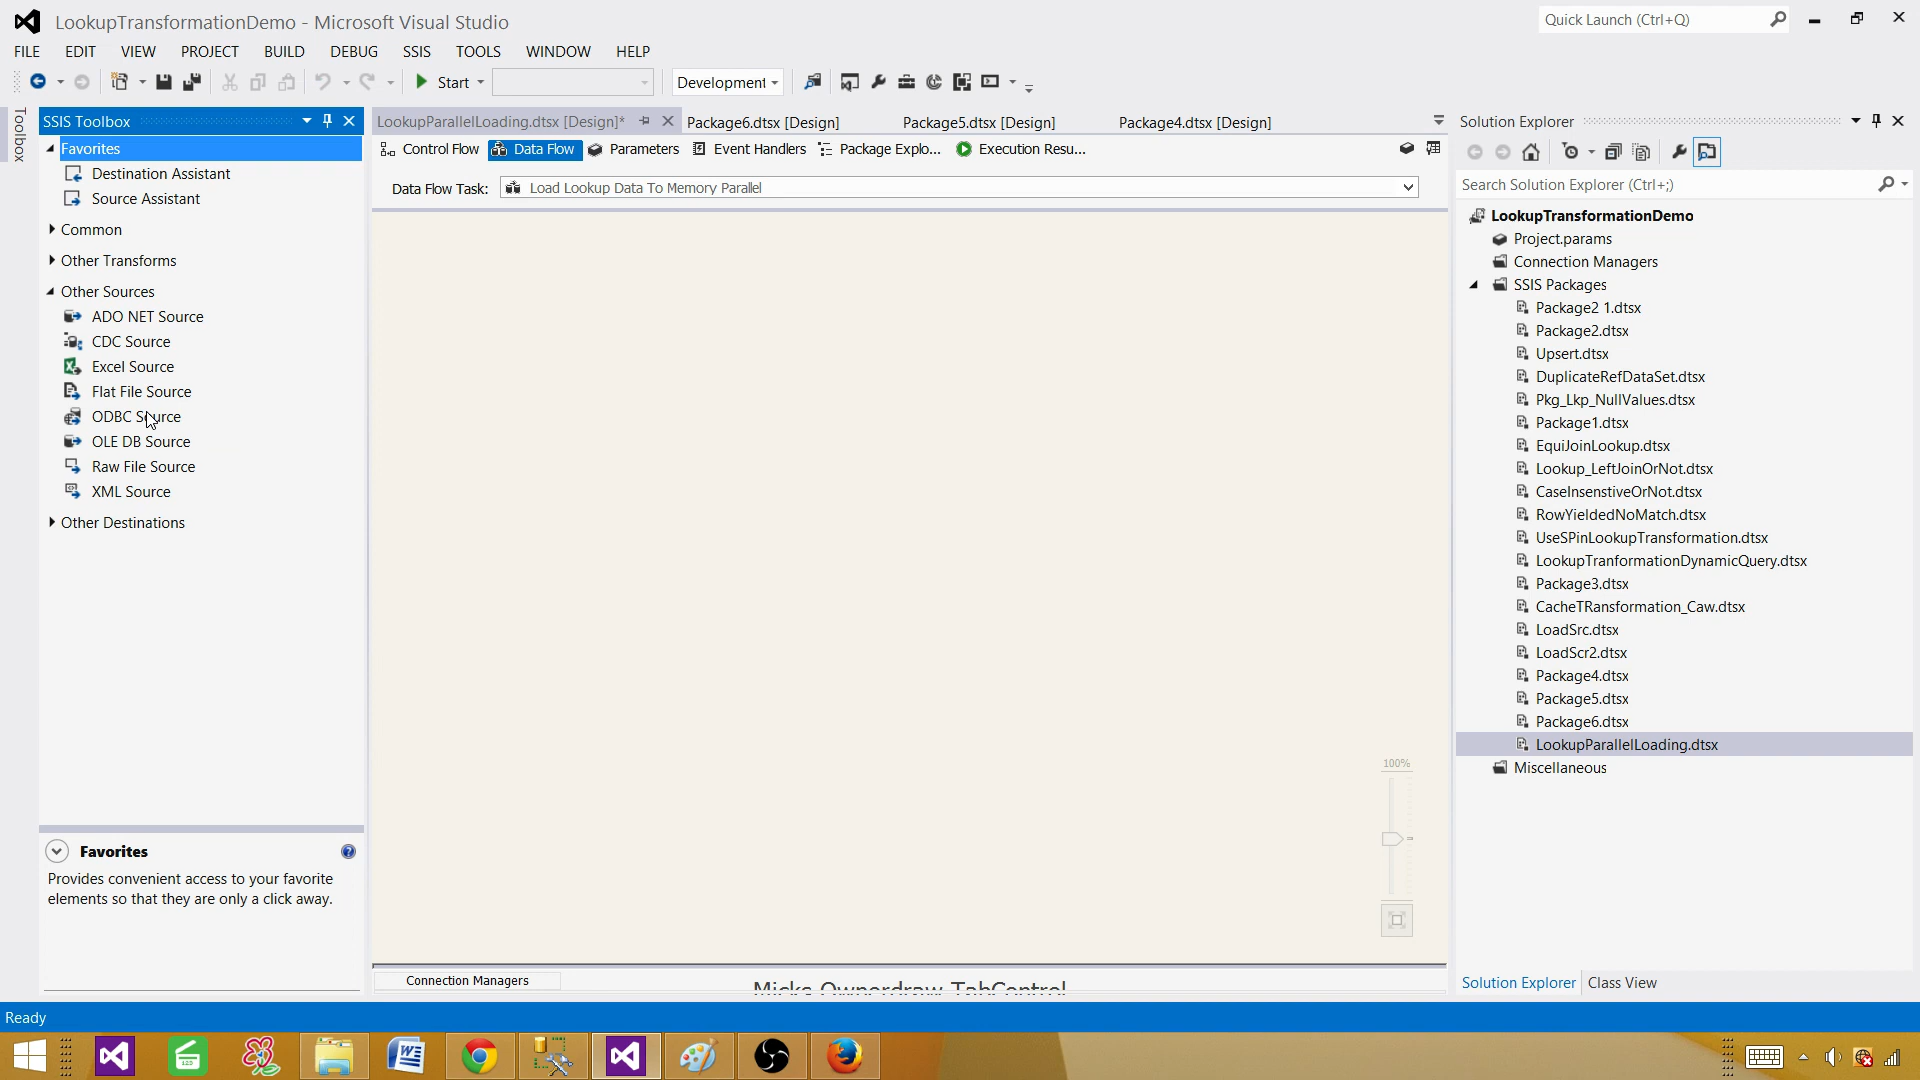 LookupTransformationDemo - Microsoft Visual Studio
Quick Launch (Ctrl+Q)
FILE EDIT VIEW PROJECT BUILD DEBUG SSIS TOOLS WINDOW HELP
Start
Development
Toolbox
SSIS Toolbox
Favorites
Destination Assistant
Source Assistant
Common
Other Transforms
Other Sources
ADO NET Source
CDC Source
Excel Source
Flat File Source
ODBC Source
OLE DB Source
Raw File Source
XML Source
Other Destinations
Favorites
Provides convenient access to your favorite
elements so that they are only a click away.
LookupParallelLoading.dtsx [Design]*
Package6.dtsx [Design]
Package5.dtsx [Design]
Package4.dtsx [Design]
Control Flow
Data Flow
Parameters
Event Handlers
Package Explo...
Execution Resu...
Data Flow Task:
Load Lookup Data To Memory Parallel
100%
Connection Managers
Micks Ownerdraw TabControl
Solution Explorer
Search Solution Explorer (Ctrl+;)
LookupTransformationDemo
Project.params
Connection Managers
SSIS Packages
Package2 1.dtsx
Package2.dtsx
Upsert.dtsx
DuplicateRefDataSet.dtsx
Pkg_Lkp_NullValues.dtsx
Package1.dtsx
EquiJoinLookup.dtsx
Lookup_LeftJoinOrNot.dtsx
CaseInsenstiveOrNot.dtsx
RowYieldedNoMatch.dtsx
UseSPinLookupTransformation.dtsx
LookupTranformationDynamicQuery.dtsx
Package3.dtsx
CacheTRansformation_Caw.dtsx
LoadSrc.dtsx
LoadScr2.dtsx
Package4.dtsx
Package5.dtsx
Package6.dtsx
LookupParallelLoading.dtsx
Miscellaneous
Solution Explorer
Class View
Ready